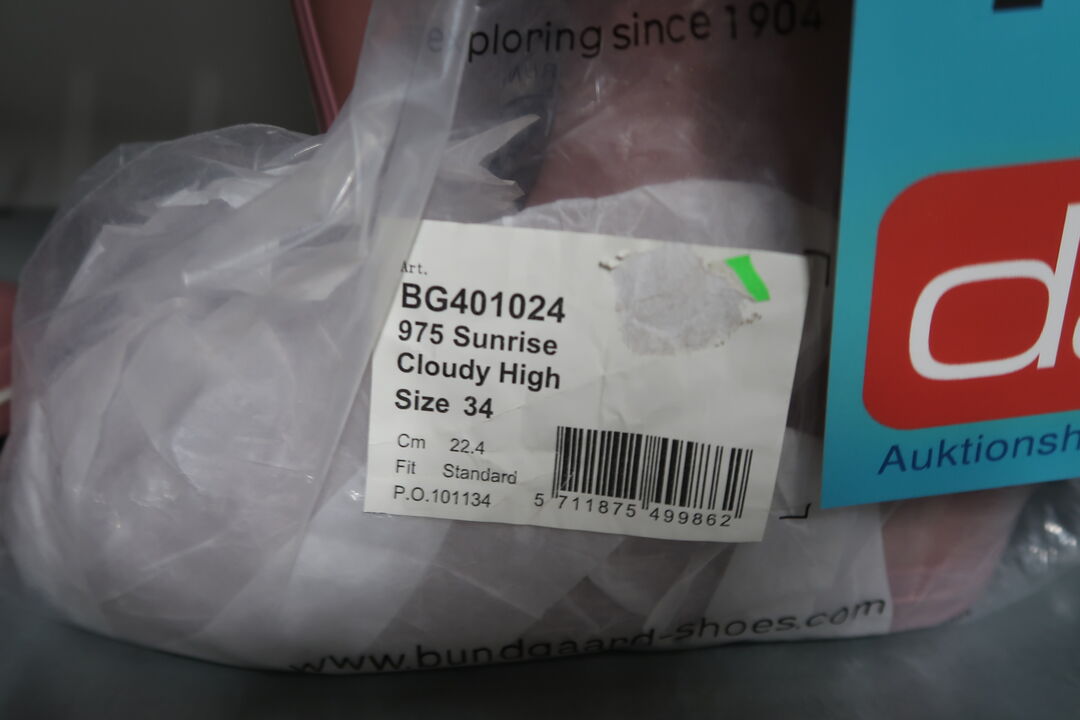 exploring since 1904
Art.
BG401024
975 Sunrise
Cloudy High
Size 34
Cm 22.4
Fit Standard
P.O.101134
5 711875 499862
www.bundgaard-shoes.com
d
Auktionsh